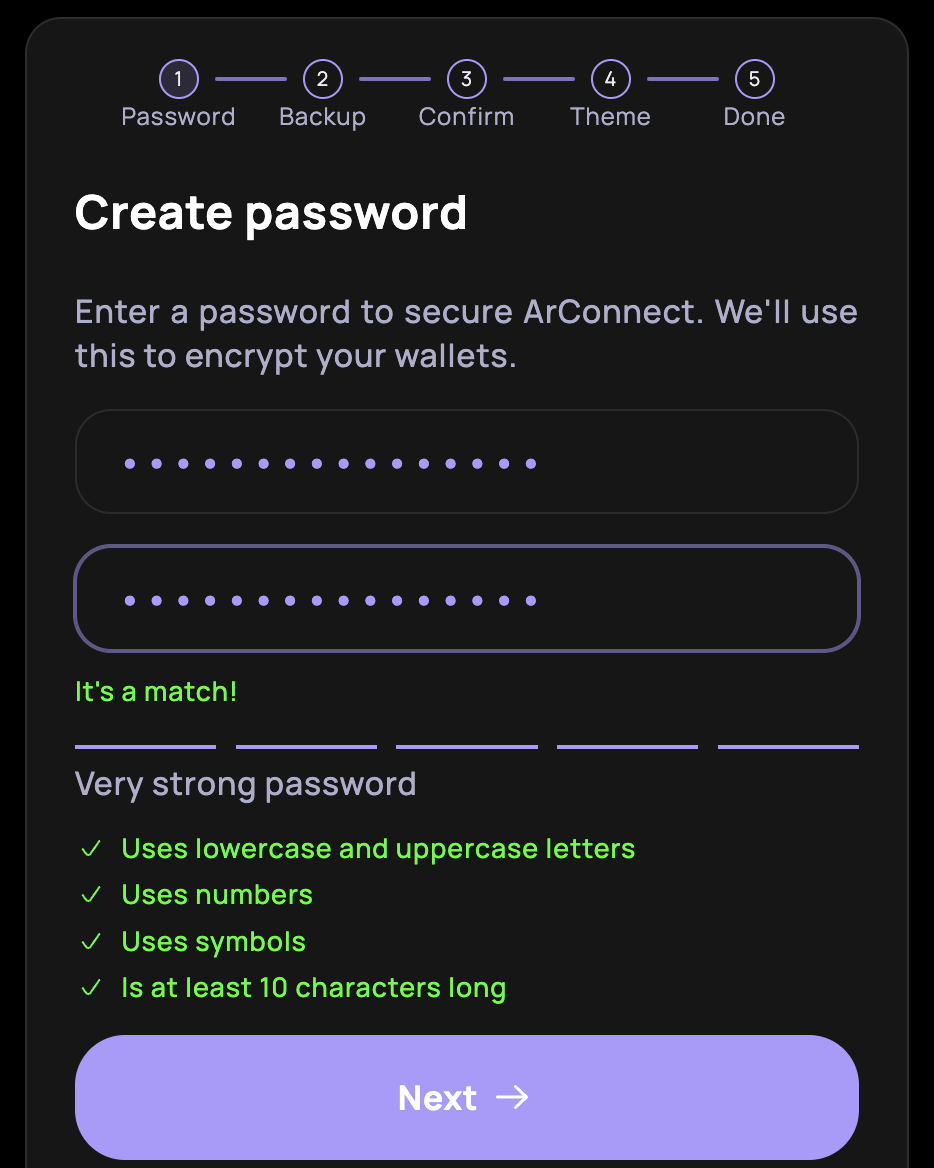 1 2 3 4 5
Password Backup Confirm Theme Done
Create password
Enter a password to secure ArConnect. We'll use
this to encrypt your wallets.
••••••••••••••••
••••••••••••••••
It's a match!
Very strong password
✓ Uses lowercase and uppercase letters
✓ Uses numbers
✓ Uses symbols
✓ Is at least 10 characters long
Next →